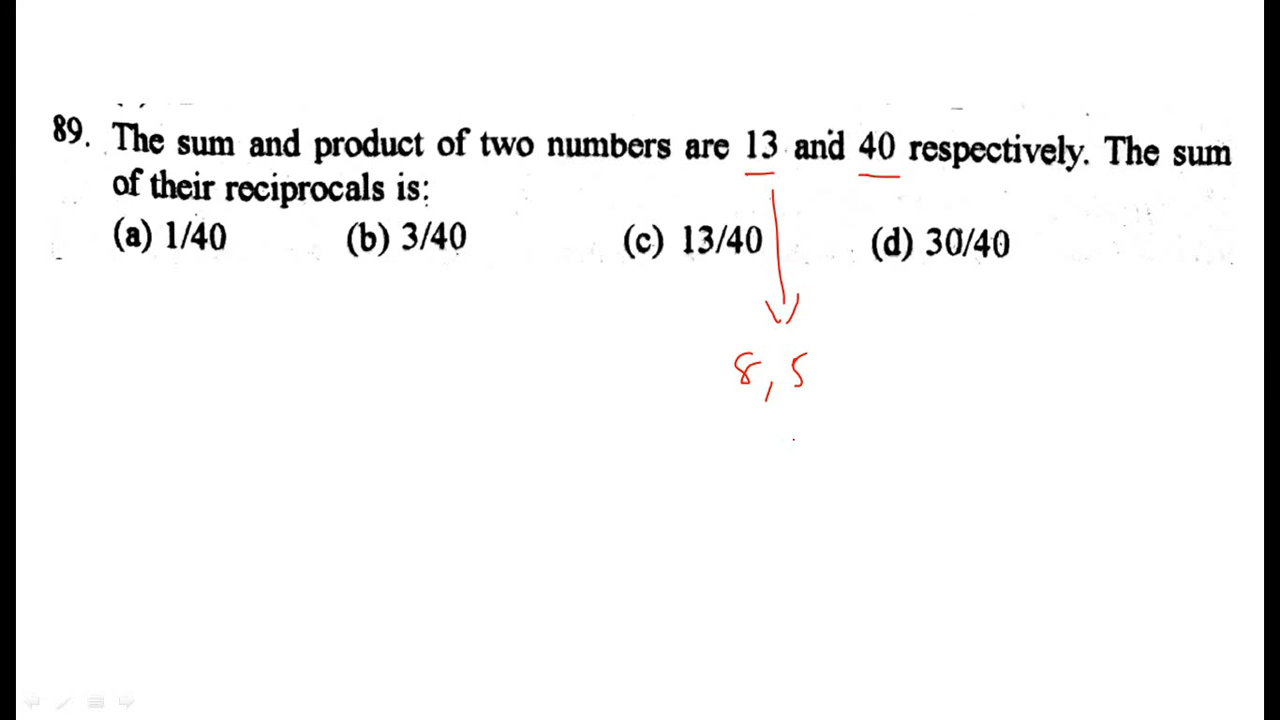 89. The sum and product of two numbers are 13 and 40 respectively. The sum
of their reciprocals is:
(a) 1/40 (b) 3/40 (c) 13/40 (d) 30/40
8, 5